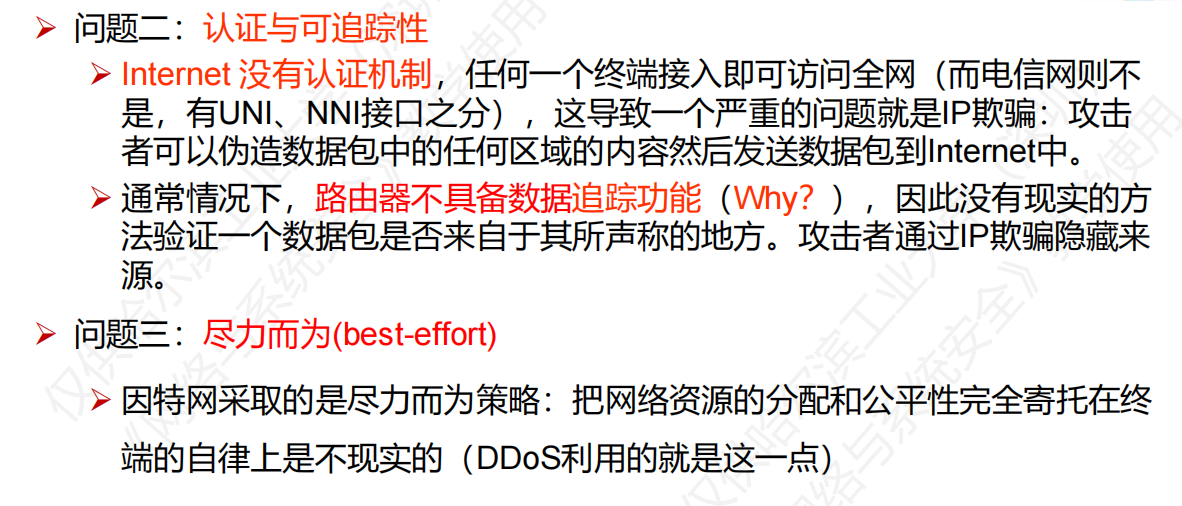 ➢ 问题二：认证与可追踪性
➢ Internet 没有认证机制，任何一个终端接入即可访问全网（而电信网则不
是，有UNI、NNI接口之分），这导致一个严重的问题就是IP欺骗：攻击
者可以伪造数据包中的任何区域的内容然后发送数据包到Internet中。
➢ 通常情况下，路由器不具备数据追踪功能（Why？），因此没有现实的方
法验证一个数据包是否来自于其所声称的地方。攻击者通过IP欺骗隐藏来
源。
➢ 问题三：尽力而为(best-effort)
➢ 因特网采取的是尽力而为策略：把网络资源的分配和公平性完全寄托在终
端的自律上是不现实的（DDoS利用的就是这一点）